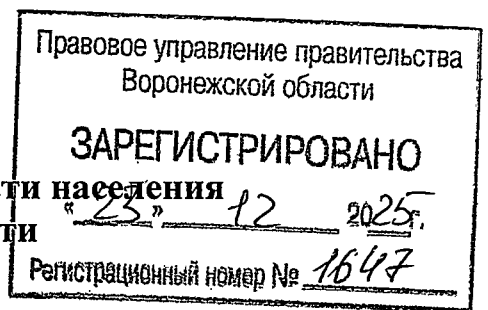 Правовое управление правительства
Воронежской области
ЗАРЕГИСТРИРОВАНО
ти населения
"23" 12 2025г.
ти
Регистрационный номер № 1647